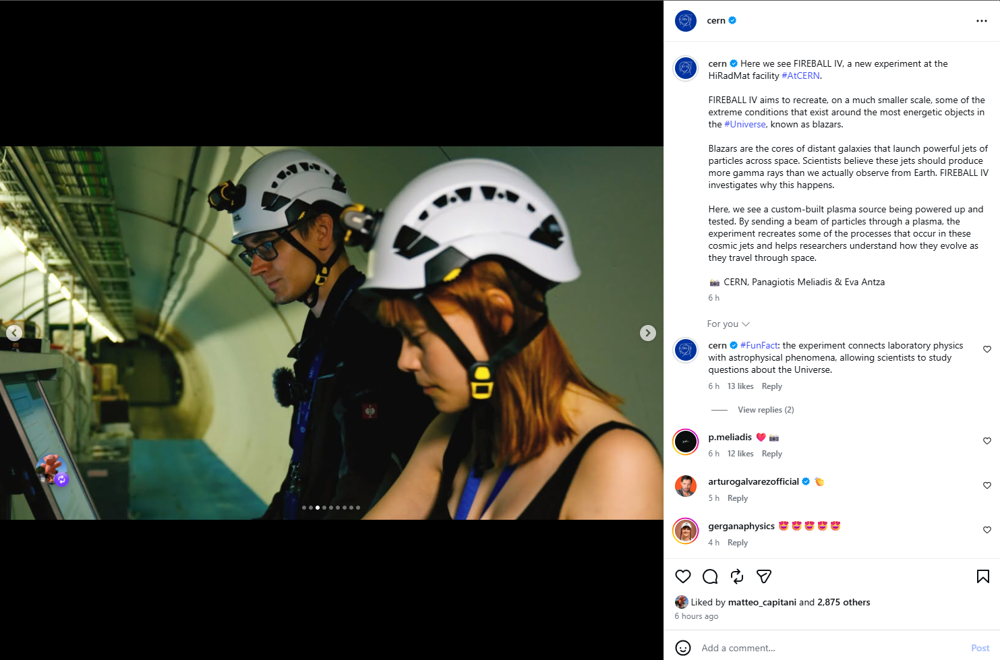 cern
cern Here we see FIREBALL IV, a new experiment at the
HiRadMat facility #AtCERN.
FIREBALL IV aims to recreate, on a much smaller scale, some of the
extreme conditions that exist around the most energetic objects in
the #Universe, known as blazars.
Blazars are the cores of distant galaxies that launch powerful jets of
particles across space. Scientists believe these jets should produce
more gamma rays than we actually observe from Earth. FIREBALL IV
investigates why this happens.
Here, we see a custom-built plasma source being powered up and
tested. By sending a beam of particles through a plasma, the
experiment recreates some of the processes that occur in these
cosmic jets and helps researchers understand how they evolve as
they travel through space.
📸 CERN, Panagiotis Meliadis & Eva Antza
6 h
For you
cern #FunFact: the experiment connects laboratory physics
with astrophysical phenomena, allowing scientists to study
questions about the Universe.
6 h 13 likes Reply
View replies (2)
p.meliadis ❤️ 📸
6 h 12 likes Reply
arturogalvarezofficial 👏
5 h Reply
gerganaphysics 😍 😍 😍 😍 😍
4 h Reply
Liked by matteo_capitani and 2,875 others
6 hours ago
Add a comment...
Post